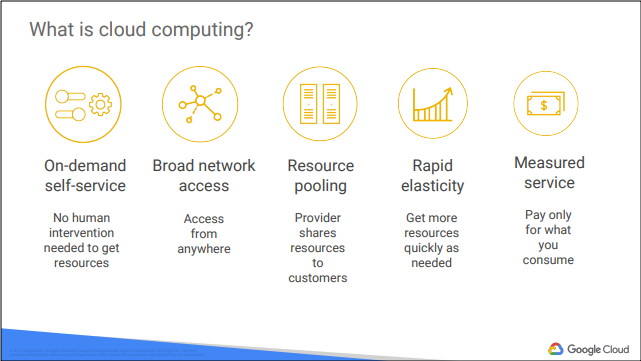 What is cloud computing?
$
On-demand
self-service
No human
intervention
needed to get
resources
Broad network
access
Access
from
anywhere
Resource
pooling
Provider
shares
resources
to
customers
Rapid
elasticity
Get more
resources
quickly as
needed
Measured
service
Pay only
for what
you
consume
Google Cloud